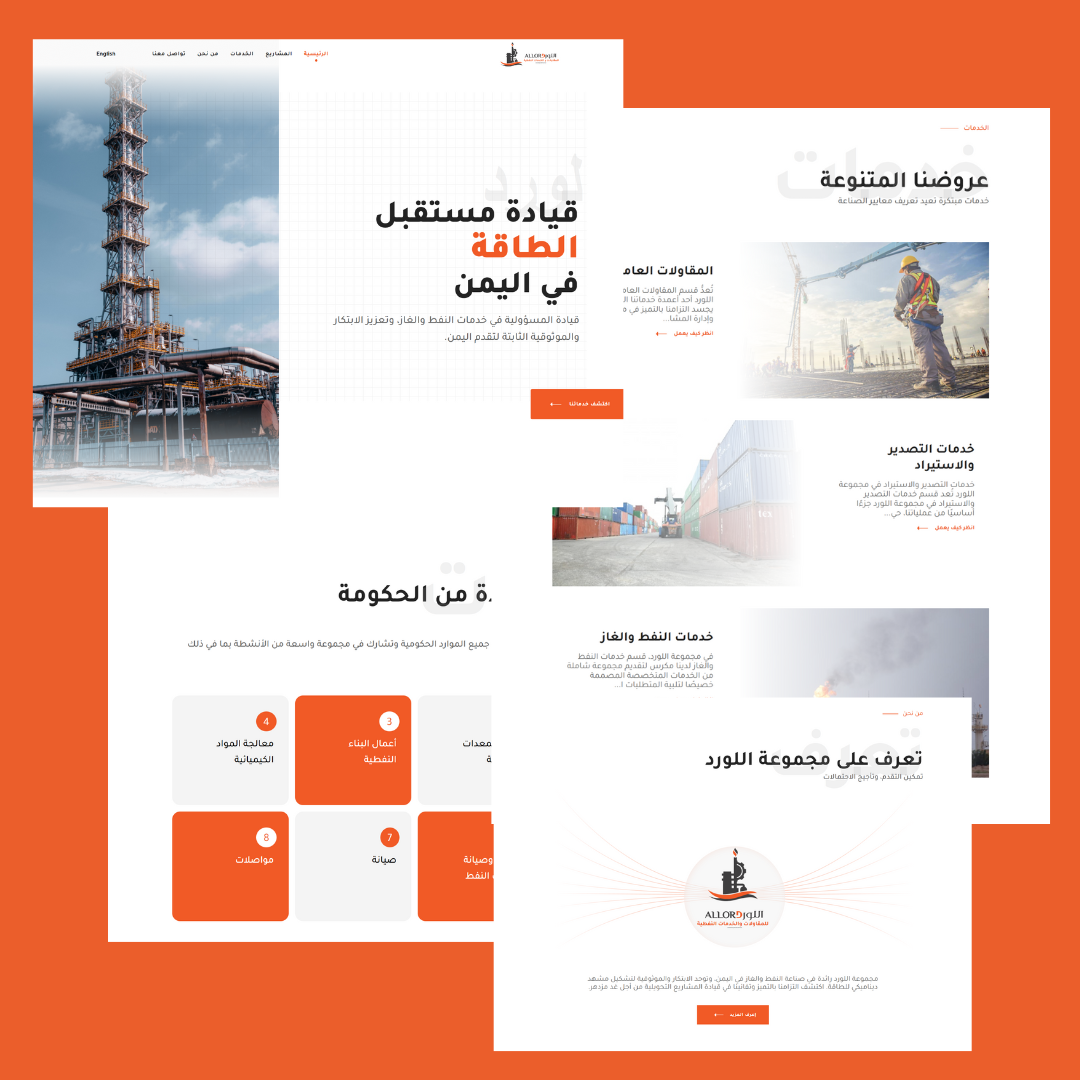 الرئيسية
المشاريع
الخدمات
من نحن
تواصل معنا
English
ALLORD اللورد
لورد
قيادة مستقبل
الطاقة
في اليمن
قيادة المسؤولية في خدمات النفط والغاز، وتعزيز الابتكار
والموثوقية الثابتة لتقدم اليمن.
اكتشف خدماتنا
الخدمات
خدمات
عروضنا المتنوعة
خدمات مبتكرة تعيد تعريف معايير الصناعة
المقاولات العام
تُعدُّ قسم المقاولات العام
اللورد أحد أعمدة خدماتنا ال
يجسد التزامنا بالتميز في م
وإدارة المشا...
انظر كيف يعمل
خدمات التصدير
والاستيراد
خدمات التصدير والاستيراد في مجموعة
اللورد تُعد قسم خدمات التصدير
والاستيراد في مجموعة اللورد جزءًا
أساسيًا من عملياتنا، حي...
انظر كيف يعمل
tex
خدمات النفط والغاز
في مجموعة اللورد، قسم خدمات النفط
والغاز لدينا مكرس لتقديم مجموعة شاملة
من الخدمات المتخصصة المصممة
خصيصًا لتلبية المتطلبات ا...
ت
دة من الحكومة
جميع الموارد الحكومية وتشارك في مجموعة واسعة من الأنشطة بما في ذلك
معدات
ة
3
أعمال البناء
النفطية
4
معالجة المواد
الكيميائية
وصيانة
النفط
7
صيانة
8
مواصلات
من نحن
تعرف
تعرف على مجموعة اللورد
تمكين التقدم، وتأجيج الاحتمالات
ALLORD اللورد
للمقاولات والخدمات النفطية
مجموعة اللورد رائدة في صناعة النفط والغاز في اليمن، وتوحد الابتكار والموثوقية لتشكيل مشهد
ديناميكي للطاقة. اكتشف التزامنا بالتميز وتفانينا في قيادة المشاريع التحويلية من أجل غد مزدهر.
إعرف المزيد